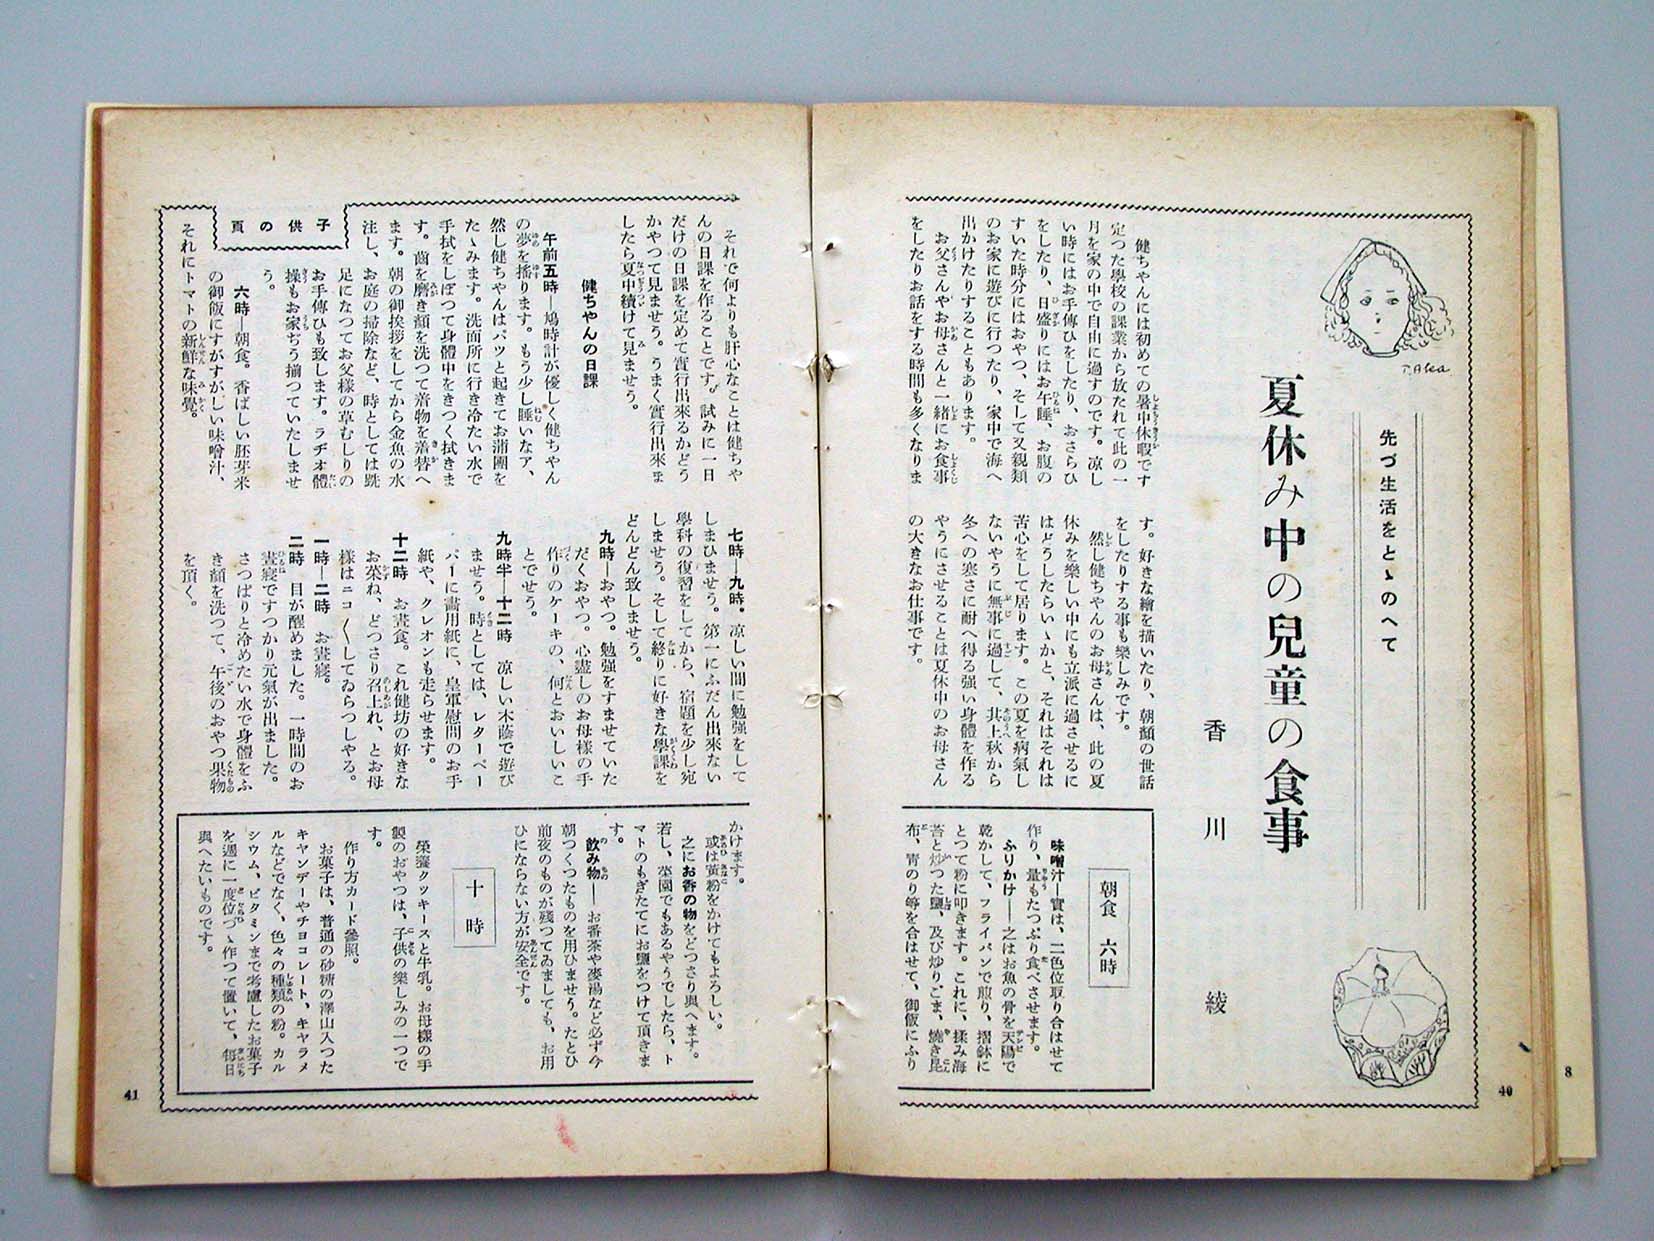 先づ生活をとゝのへて
夏休み中の兒童の食事
香川 綾
T. Alea
健ちやんには初めての暑中休暇です
定つた學校の課業から放たれて此の一
月を家の中で自由に過すのです。凉し
い時にはお手傳ひをしたり、おさらひ
をしたり、日盛りにはお午睡、お腹の
すいた時分にはおやつ、そして又親類
のお家に遊びに行つたり、家中で海へ
出かけたりすることもあります。
お父さんやお母さんと一緒にお食事
をしたりお話をする時間も多くなりま
す。好きな繪を描いたり、朝顔の世話
をしたりする事も樂しみです。
然し健ちやんのお母さんは、此の夏
休みを樂しい中にも立派に過させるに
はどうしたらいゝかと、それはそれは
苦心をして居ります。この夏を病氣し
ないやうに無事に過して、其上秋から
冬への寒さに耐へ得る強い身體を作る
やうにさせることは夏休中のお母さん
の大きなお仕事です。
朝食 六時
味噌汁―實は、二色位取り合はせて
作り、量もたつぷり食べさせます。
ふりかけ――之はお魚の骨を天陽で
乾かして、フライパンで煎り、摺鉢に
とつて粉に叩きます。これに、揉み海
苔と炒つた鹽、及び炒りごま、燒き昆
布、靑のり等を合はせて、御飯にふり
40
8
それで何よりも肝心なことは健ちや
んの日課を作ることです。試みに一日
だけの日課を定めて實行出來るかどう
かやつて見ませう。うまく實行出來ま
したら夏中續けて見ませう。
健ちやんの日課
午前五時―鳩時計が優しく健ちやん
の夢を搖ります。もう少し睡いなア、
然し健ちやんはパツと起きてお蒲團を
たゝみます。洗面所に行き冷たい水で
手拭をしぼつて身體中をきつく拭きま
す。齒を磨き顔を洗つて着物を着替へ
ます。朝の御挨拶をしてから金魚の水
注し、お庭の掃除など、時としては跣
足になつてお父様の草むしりの
お手傳ひも致します。ラヂオ體
操もお家ぢう揃つていたしませ
う。
六時―朝食。香ばしい胚芽米
の御飯にすがすがしい味噌汁、
それにトマトの新鮮な味覺。
子供の頁
七時―九時。凉しい間に勉強をして
しまひませう。第一にふだん出來ない
學科の復習をしてから、宿題を少し宛
しませう。そして終りに好きな學課を
どんどん致しませう。
九時―おやつ。勉強をすませていた
だくおやつ。心盡しのお母様の手
作りのケーキの、何とおいしいこ
とでせう。
九時半―十二時 凉しい木蔭で遊び
ませう。時としては、レターペー
パーに畵用紙に、皇軍慰問のお手
紙や、クレオンも走らせます。
十二時 お晝食。これ健坊の好きな
お菜ね、どつさり召上れ、とお母
様はニコ〳〵してゐらつしやる。
一時―二時 お晝寢。
二時 目が醒めました。一時間のお
晝寢ですつかり元氣が出ました。
さつぱりと冷めたい水で身體をふ
き顔を洗つて、午後のおやつ果物
を頂く。
かけます。
或は黃粉をかけてもよろしい。
之にお香の物をどつさり與へます。
若し、菜園でもあるやうでしたら、ト
マトのもぎたてにお鹽をつけて頂きま
す。
飲み物――お番茶や麥湯など必ず今
朝つくつたものを用ひませう。たとひ
前夜のものが殘つてゐましても、お用
ひにならない方が安全です。
十時
榮養クツキースと牛乳。お母様の手
製のおやつは、子供の樂しみの一つで
す。
作り方カード參照。
お菓子は、普通の砂糖の澤山入つた
キヤンデーやチヨコレート、キヤラメ
ルなどでなく、色々の種類の粉。カル
シウム、ビタミンまで考慮したお菓子
を週に一度位づゝ作つて置いて、毎日
與へたいものです。
41